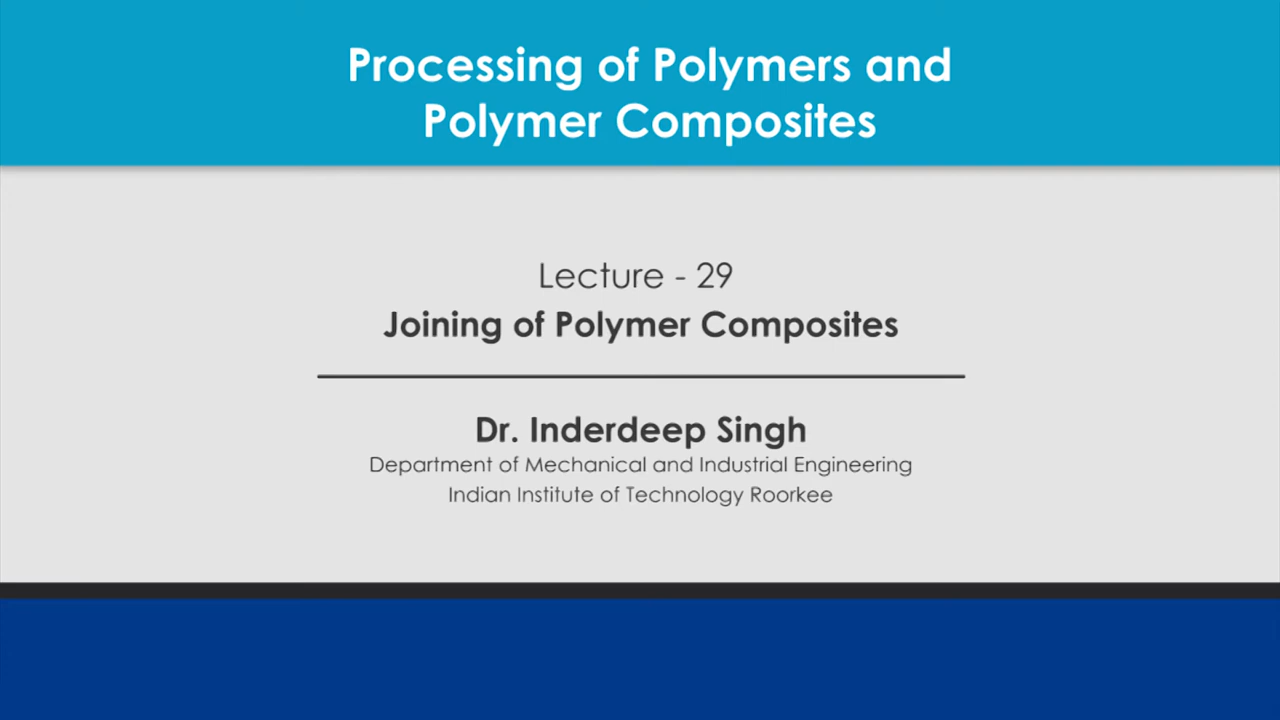 Processing of Polymers and
Polymer Composites
Lecture - 29
Joining of Polymer Composites
Dr. Inderdeep Singh
Department of Mechanical and Industrial Engineering
Indian Institute of Technology Roorkee